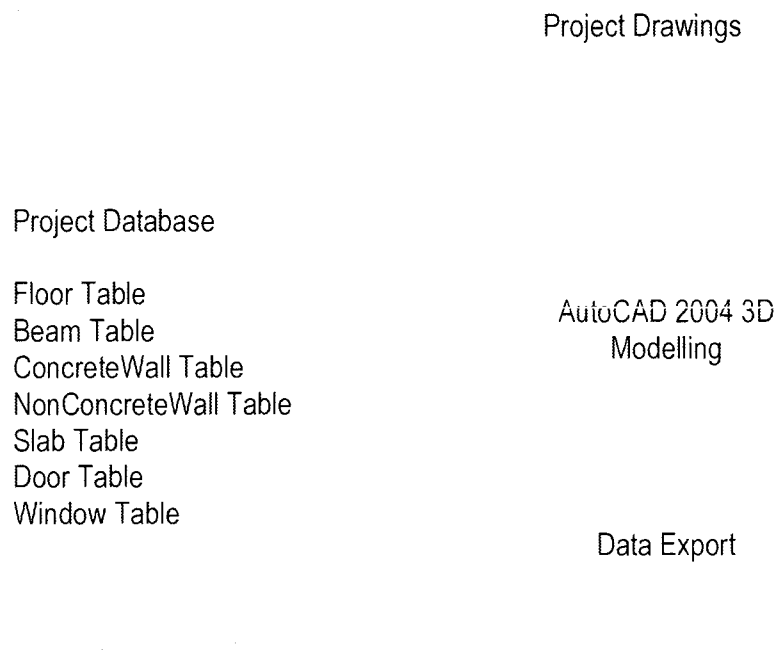 Project Drawings
Project Database
Floor Table
Beam Table
ConcreteWall Table
NonConcreteWall Table
Slab Table
Door Table
Window Table
AutoCAD 2004 3D
Modelling
Data Export